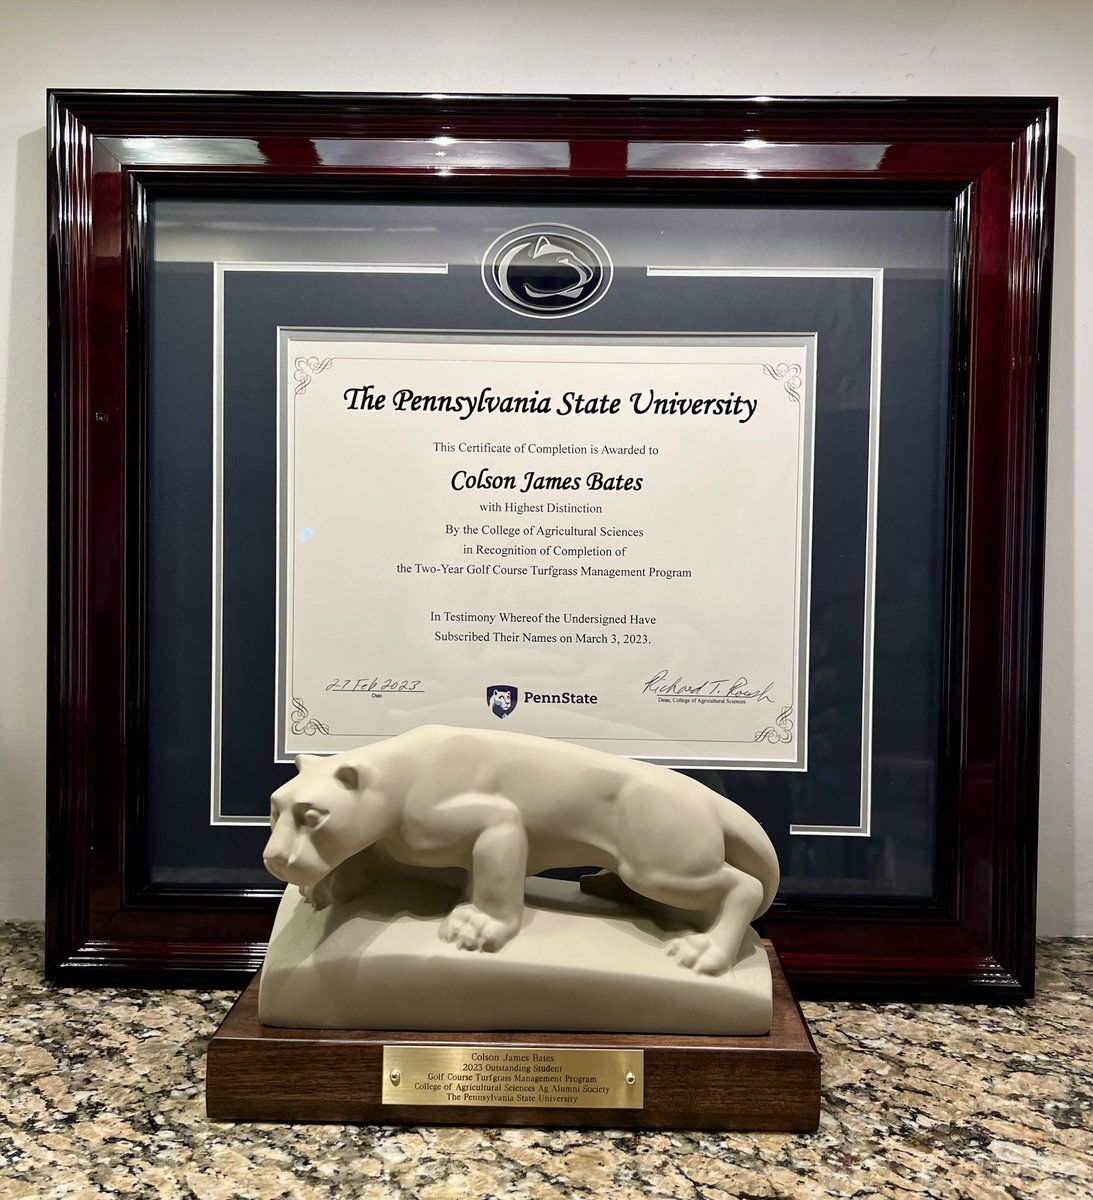 The Pennsylvania State University
This Certificate of Completion is Awarded to
Colson James Bates
with Highest Distinction
By the College of Agricultural Sciences
in Recognition of Completion of
the Two-Year Golf Course Turfgrass Management Program
In Testimony Whereof the Undersigned Have
Subscribed Their Names on March 3, 2023.
27 Feb 2023
Date
PennState
Richard T. Roush
Dean, College of Agricultural Sciences
Colson James Bates
2023 Outstanding Student
Golf Course Turfgrass Management Program
College of Agricultural Sciences Ag Alumni Society
The Pennsylvania State University